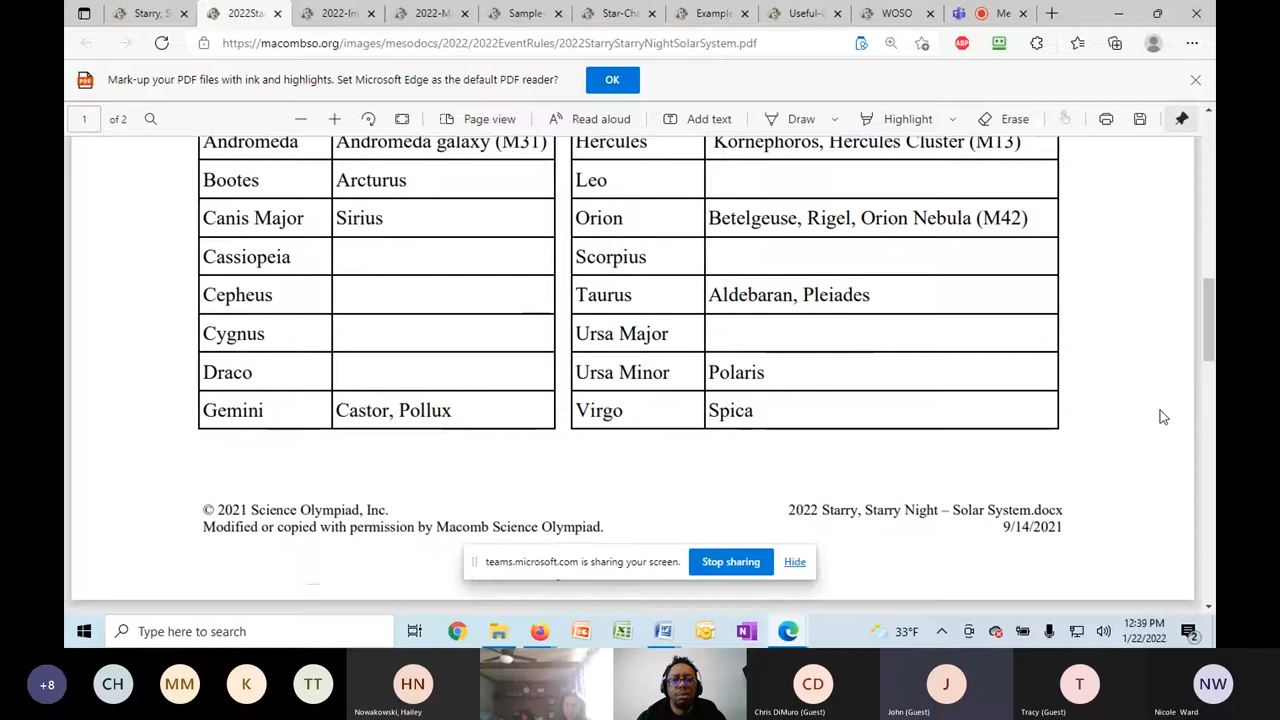 Starry, S
2022Sta
2022-Im
2022-M
Sample-
Star-Cha
Example
Useful-C
WOSO
Me
https://macombso.org/images/mesodocs/2022/2022EventRules/2022StarryStarryNightSolarSystem.pdf
ABP
Mark-up your PDF files with ink and highlights. Set Microsoft Edge as the default PDF reader?
OK
1 of 2
Page view
Read aloud
Add text
Draw
Highlight
Erase
Andromeda Andromeda galaxy (M31) Hercules Kornephoros, Hercules Cluster (M13)
Bootes Arcturus Leo
Canis Major Sirius Orion Betelgeuse, Rigel, Orion Nebula (M42)
Cassiopeia Scorpius
Cepheus Taurus Aldebaran, Pleiades
Cygnus Ursa Major
Draco Ursa Minor Polaris
Gemini Castor, Pollux Virgo Spica
© 2021 Science Olympiad, Inc. 2022 Starry, Starry Night – Solar System.docx
Modified or copied with permission by Macomb Science Olympiad. 9/14/2021
teams.microsoft.com is sharing your screen. Stop sharing Hide
Type here to search
33°F
12:39 PM
1/22/2022
2
+8
CH
MM
K
TT
HN
Nowakowski, Hailey
CD
Chris DiMuro (Guest)
J
John (Guest)
T
Tracy (Guest)
NW
Nicole Ward